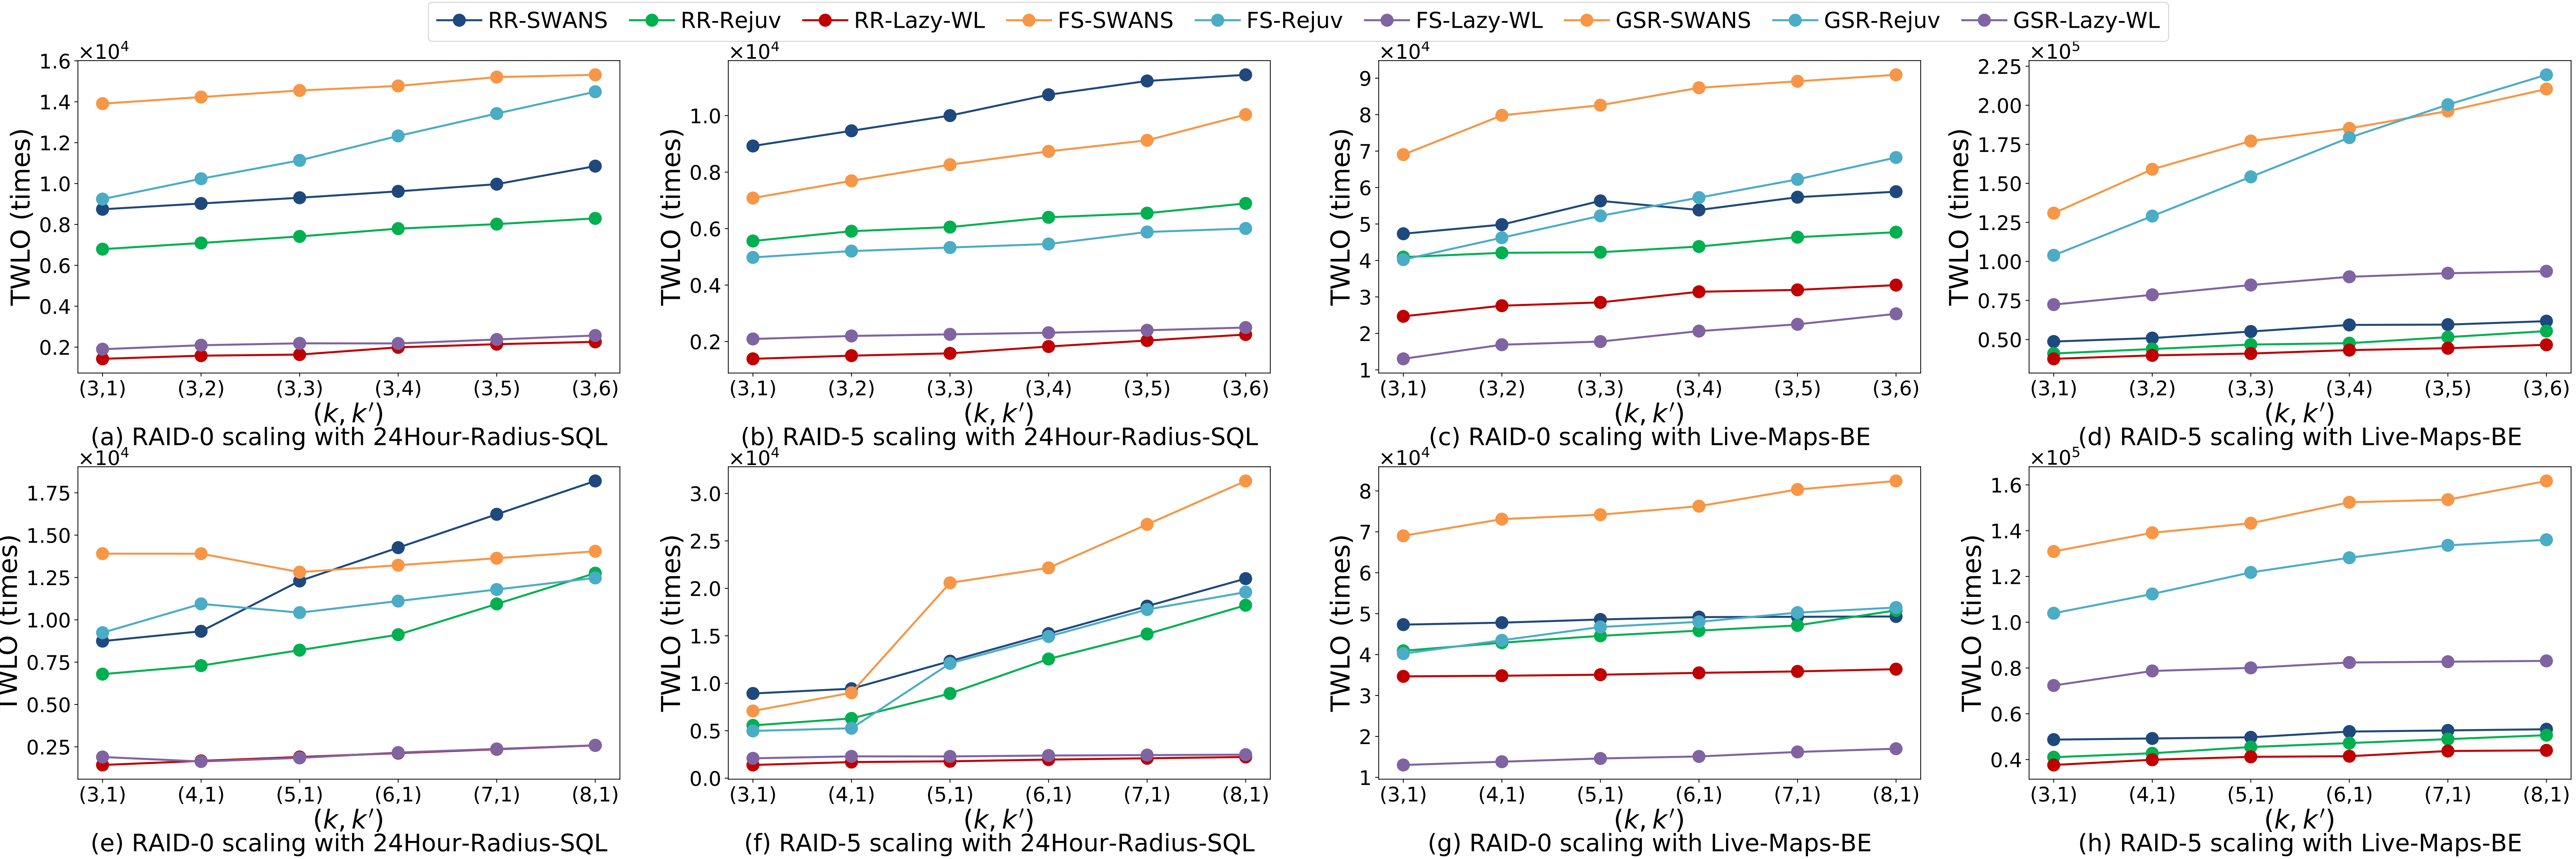 RR-SWANS RR-Rejuv RR-Lazy-WL FS-SWANS FS-Rejuv FS-Lazy-WL GSR-SWANS GSR-Rejuv GSR-Lazy-WL
×10⁴
1.6
1.4
1.2
1.0
0.8
0.6
0.4
0.2
TWLO (times)
(3,1) (3,2) (3,3) (3,4) (3,5) (3,6)
(k, k′)
(a) RAID-0 scaling with 24Hour-Radius-SQL
×10⁴
1.0
0.8
0.6
0.4
0.2
TWLO (times)
(3,1) (3,2) (3,3) (3,4) (3,5) (3,6)
(k, k′)
(b) RAID-5 scaling with 24Hour-Radius-SQL
×10⁴
9
8
7
6
5
4
3
2
1
TWLO (times)
(3,1) (3,2) (3,3) (3,4) (3,5) (3,6)
(k, k′)
(c) RAID-0 scaling with Live-Maps-BE
×10⁵
2.25
2.00
1.75
1.50
1.25
1.00
0.75
0.50
TWLO (times)
(3,1) (3,2) (3,3) (3,4) (3,5) (3,6)
(k, k′)
(d) RAID-5 scaling with Live-Maps-BE
×10⁴
1.75
1.50
1.25
1.00
0.75
0.50
0.25
TWLO (times)
(3,1) (4,1) (5,1) (6,1) (7,1) (8,1)
(k, k′)
(e) RAID-0 scaling with 24Hour-Radius-SQL
×10⁴
3.0
2.5
2.0
1.5
1.0
0.5
0.0
TWLO (times)
(3,1) (4,1) (5,1) (6,1) (7,1) (8,1)
(k, k′)
(f) RAID-5 scaling with 24Hour-Radius-SQL
×10⁴
8
7
6
5
4
3
2
1
TWLO (times)
(3,1) (4,1) (5,1) (6,1) (7,1) (8,1)
(k, k′)
(g) RAID-0 scaling with Live-Maps-BE
×10⁵
1.6
1.4
1.2
1.0
0.8
0.6
0.4
TWLO (times)
(3,1) (4,1) (5,1) (6,1) (7,1) (8,1)
(k, k′)
(h) RAID-5 scaling with Live-Maps-BE